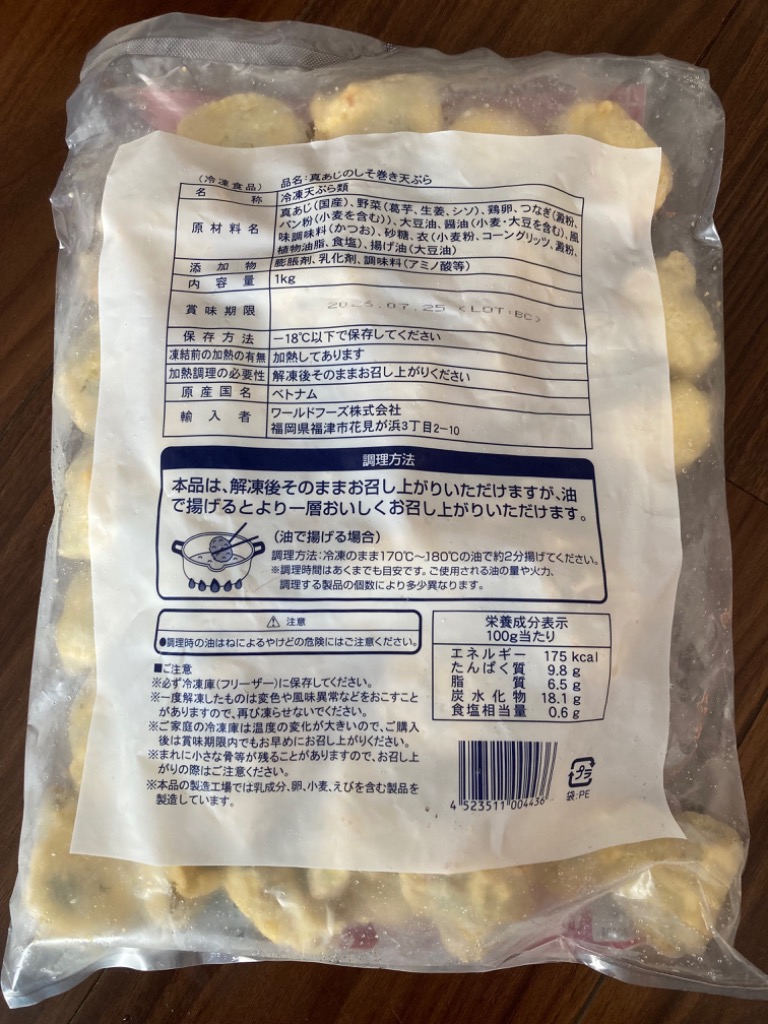 (冷凍食品) 品名:真あじのしそ巻き天ぷら
名称 冷凍天ぷら類
原材料名 真あじ(国産)、野菜(葛芋、生姜、シソ)、鶏卵、つなぎ(澱粉、
パン粉(小麦を含む))、大豆油、醤油(小麦・大豆を含む)、風
味調味料(かつお)、砂糖、衣(小麦粉、コーングリッツ、澱粉、
植物油脂、食塩)、揚げ油(大豆油)
添加物 膨脹剤、乳化剤、調味料(アミノ酸等)
内容量 1kg
賞味期限 07.25 <LOT:BC>
保存方法 −18℃以下で保存してください
凍結前の加熱の有無 加熱してあります
加熱調理の必要性 解凍後そのままお召し上がりください
原産国名 ベトナム
輸入者 ワールドフーズ株式会社
福岡県福津市花見が浜3丁目2-10
調理方法
本品は、解凍後そのままお召し上がりいただけますが、油
で揚げるとより一層おいしくお召し上がりいただけます。
(油で揚げる場合)
調理方法:冷凍のまま170℃〜180℃の油で約2分揚げてください。
※調理時間はあくまでも目安です。ご使用される油の量や火力、
調理する製品の個数により多少異なります。
⚠ 注意
●調理時の油はねによるやけどの危険にはご注意ください。
■ご注意
※必ず冷凍庫(フリーザー)に保存してください。
※一度解凍したものは変色や風味異常などをおこすこと
がありますので、再び凍らせないでください。
※ご家庭の冷凍庫は温度の変化が大きいので、ご購入
後は賞味期限内でもお早めにお召し上がりください。
※まれに小さな骨等が残ることがありますので、お召し上
がりの際はご注意ください。
※本品の製造工場では乳成分、卵、小麦、えびを含む製品を
製造しています。
栄養成分表示
100g当たり
エネルギー 175 kcal
たんぱく質 9.8 g
脂質 6.5 g
炭水化物 18.1 g
食塩相当量 0.6 g
4 523511 004436
プラ
袋:PE